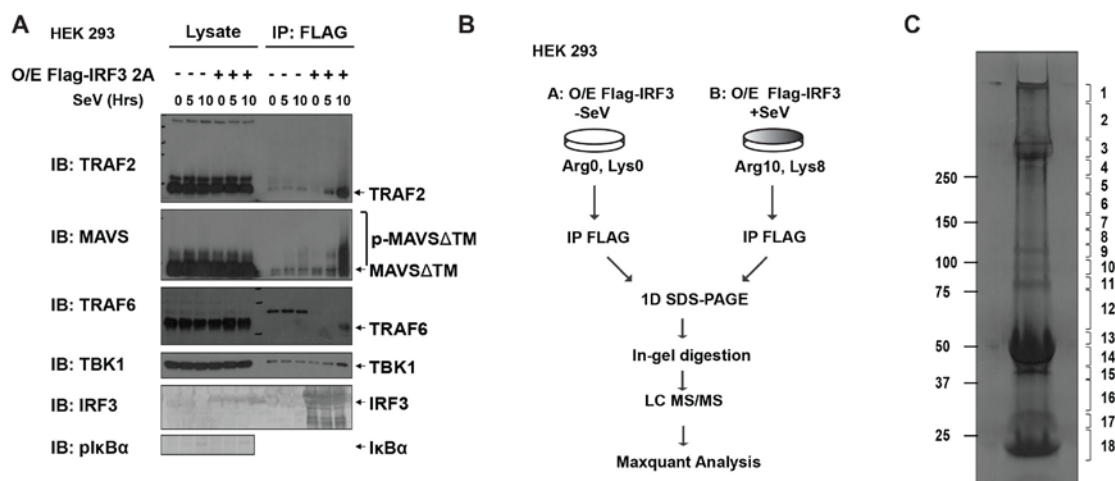 A
HEK 293
Lysate
IP: FLAG
O/E Flag-IRF3 2A
- - - + + + - - - + + +
SeV (Hrs)
0 5 10 0 5 10 0 5 10 0 5 10
IB: TRAF2
TRAF2
IB: MAVS
p-MAVSΔTM
MAVSΔTM
IB: TRAF6
TRAF6
IB: TBK1
TBK1
IB: IRF3
IRF3
IB: pIκBα
IκBα
B
HEK 293
A: O/E Flag-IRF3
-SeV
B: O/E Flag-IRF3
+SeV
Arg0, Lys0
Arg10, Lys8
IP FLAG
IP FLAG
1D SDS-PAGE
In-gel digestion
LC MS/MS
Maxquant Analysis
C
250
150
100
75
50
37
25
1
2
3
4
5
6
7
8
9
10
11
12
13
14
15
16
17
18